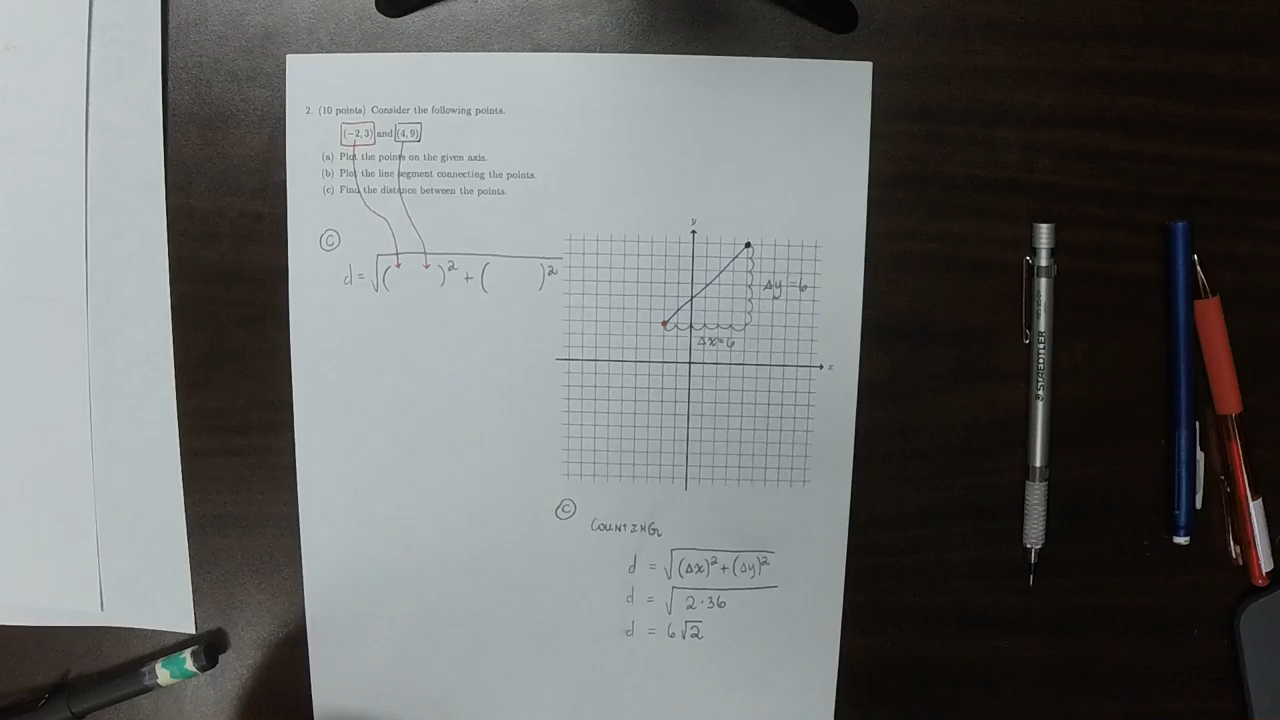 2. (10 points) Consider the following points.
(−2, 3) and (4, 9)
(a) Plot the points on the given axis.
(b) Plot the line segment connecting the points.
(c) Find the distance between the points.
C
d = √( )² + ( )²
y
Δy = 6
Δx = 6
x
C
COUNTING
d = √(Δx)² + (Δy)²
d = √2·36
d = 6√2
STAEDTLER